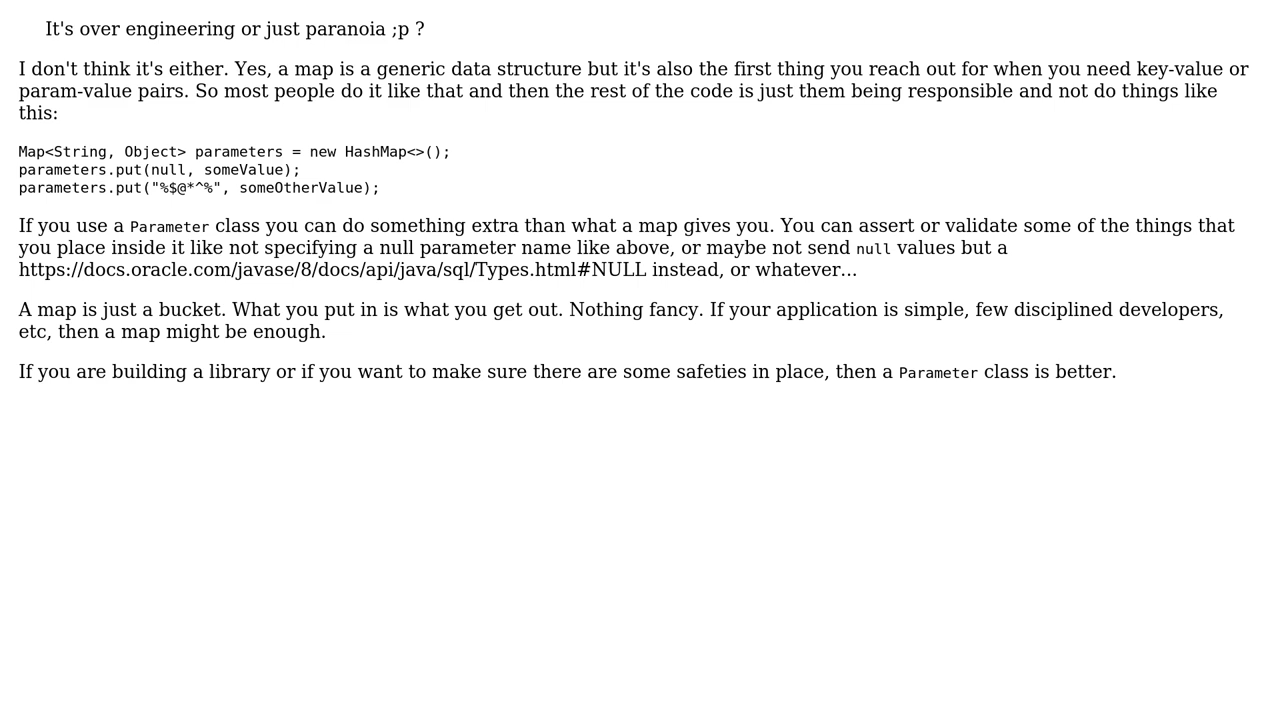 It's over engineering or just paranoia ;p ?
I don't think it's either. Yes, a map is a generic data structure but it's also the first thing you reach out for when you need key-value or
param-value pairs. So most people do it like that and then the rest of the code is just them being responsible and not do things like
this:
Map<String, Object> parameters = new HashMap<>();
parameters.put(null, someValue);
parameters.put("%$@*^%", someOtherValue);
If you use a Parameter class you can do something extra than what a map gives you. You can assert or validate some of the things that
you place inside it like not specifying a null parameter name like above, or maybe not send null values but a
https://docs.oracle.com/javase/8/docs/api/java/sql/Types.html#NULL instead, or whatever...
A map is just a bucket. What you put in is what you get out. Nothing fancy. If your application is simple, few disciplined developers,
etc, then a map might be enough.
If you are building a library or if you want to make sure there are some safeties in place, then a Parameter class is better.